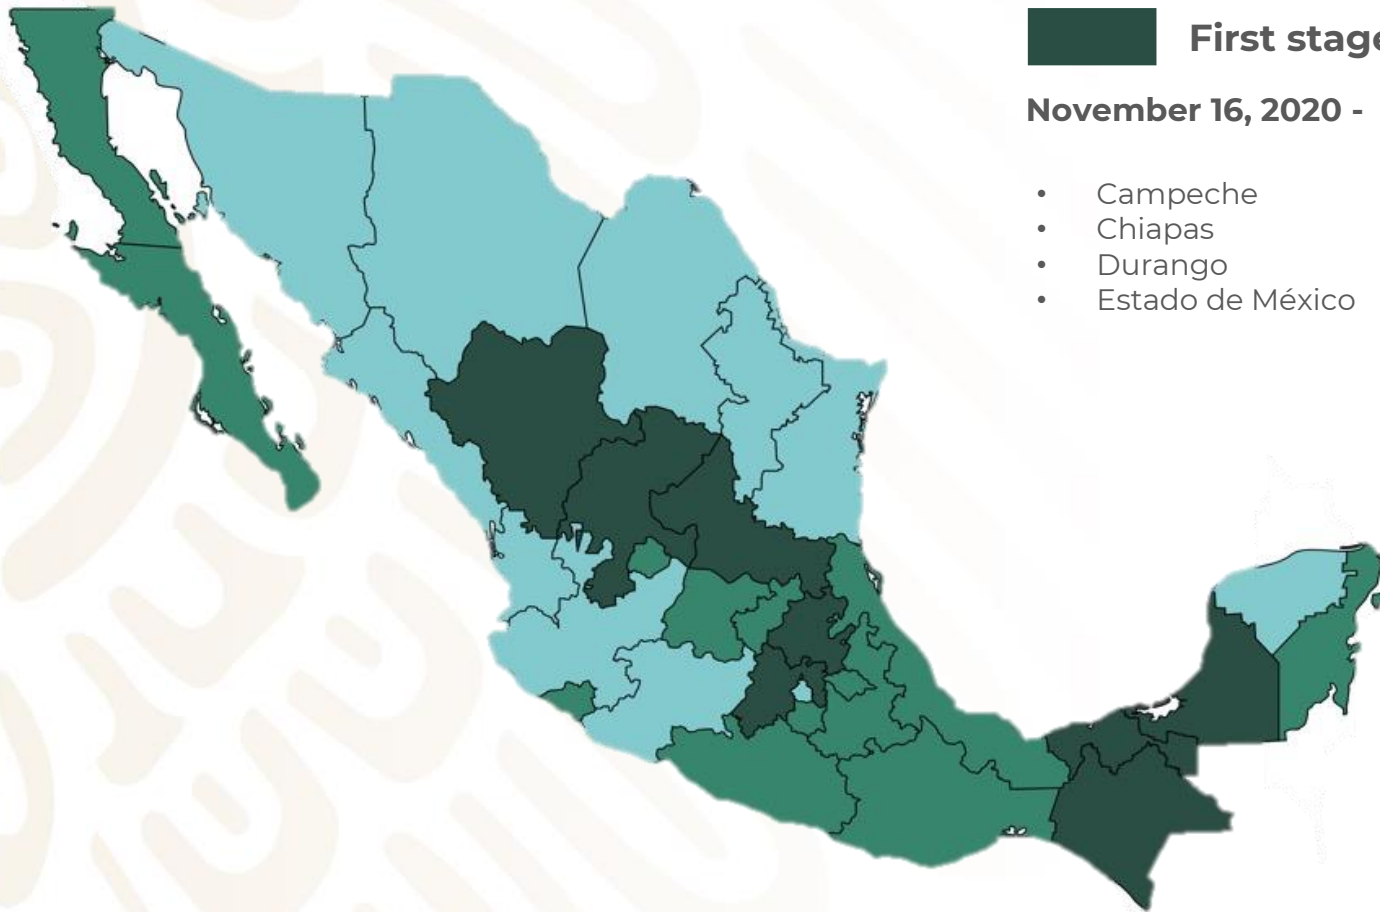 First stage
November 16, 2020 -
• Campeche
• Chiapas
• Durango
• Estado de México